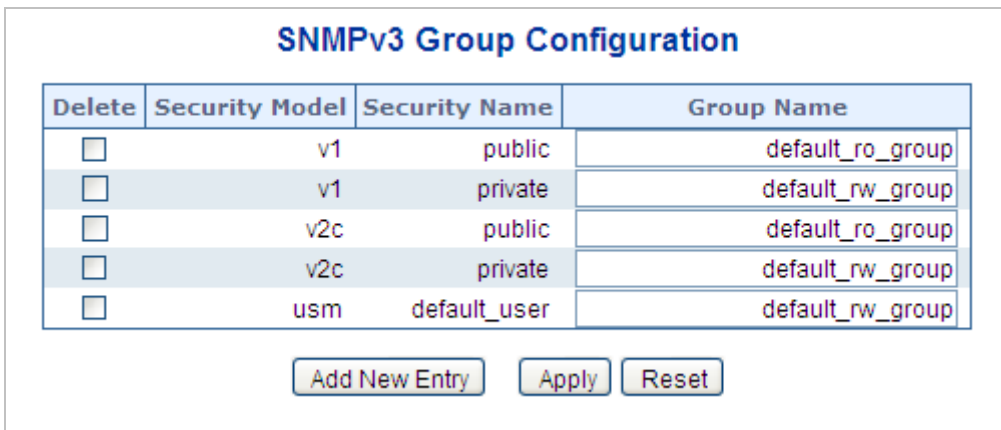 SNMPv3 Group Configuration
Delete Security Model Security Name Group Name
v1 public default_ro_group
v1 private default_rw_group
v2c public default_ro_group
v2c private default_rw_group
usm default_user default_rw_group
Add New Entry Apply Reset